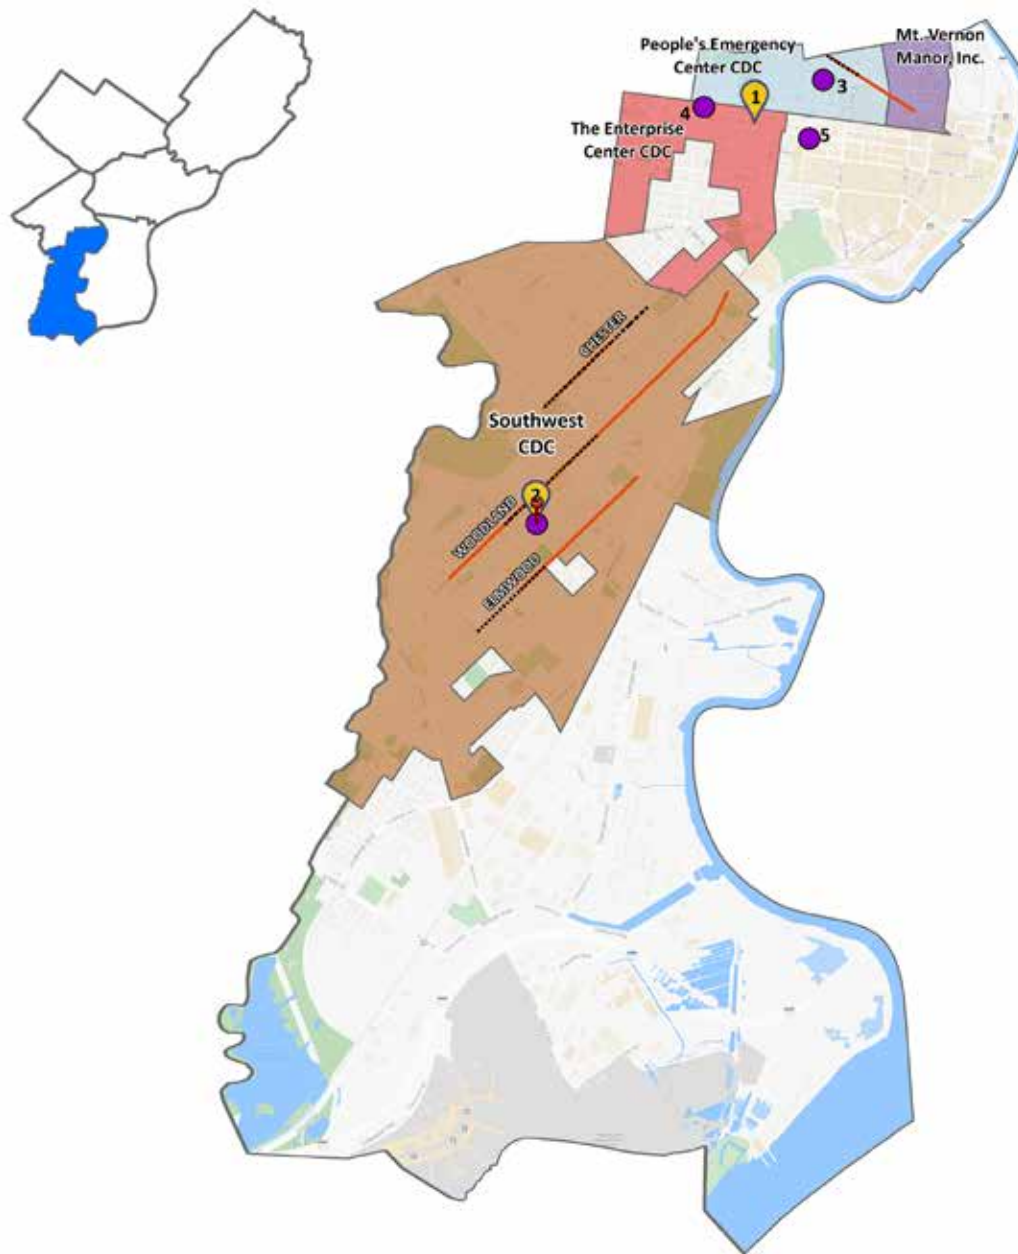 People's Emergency
Center CDC
Mt. Vernon
Manor, Inc.
1
3
4
The Enterprise
Center CDC
5
CHESTER
Southwest
CDC
2
WOODLAND
ELMWOOD